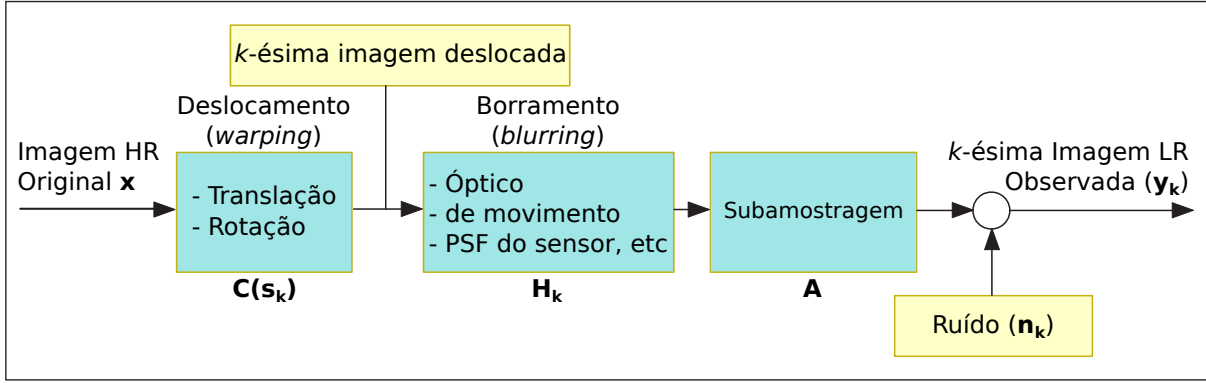 k-ésima imagem deslocada
Deslocamento
(warping)
Borramento
(blurring)
Imagem HR
Original x
- Translação
- Rotação
- Óptico
- de movimento
- PSF do sensor, etc
Subamostragem
k-ésima Imagem LR
Observada (yk)
C(sk)
Hk
A
Ruído (nk)